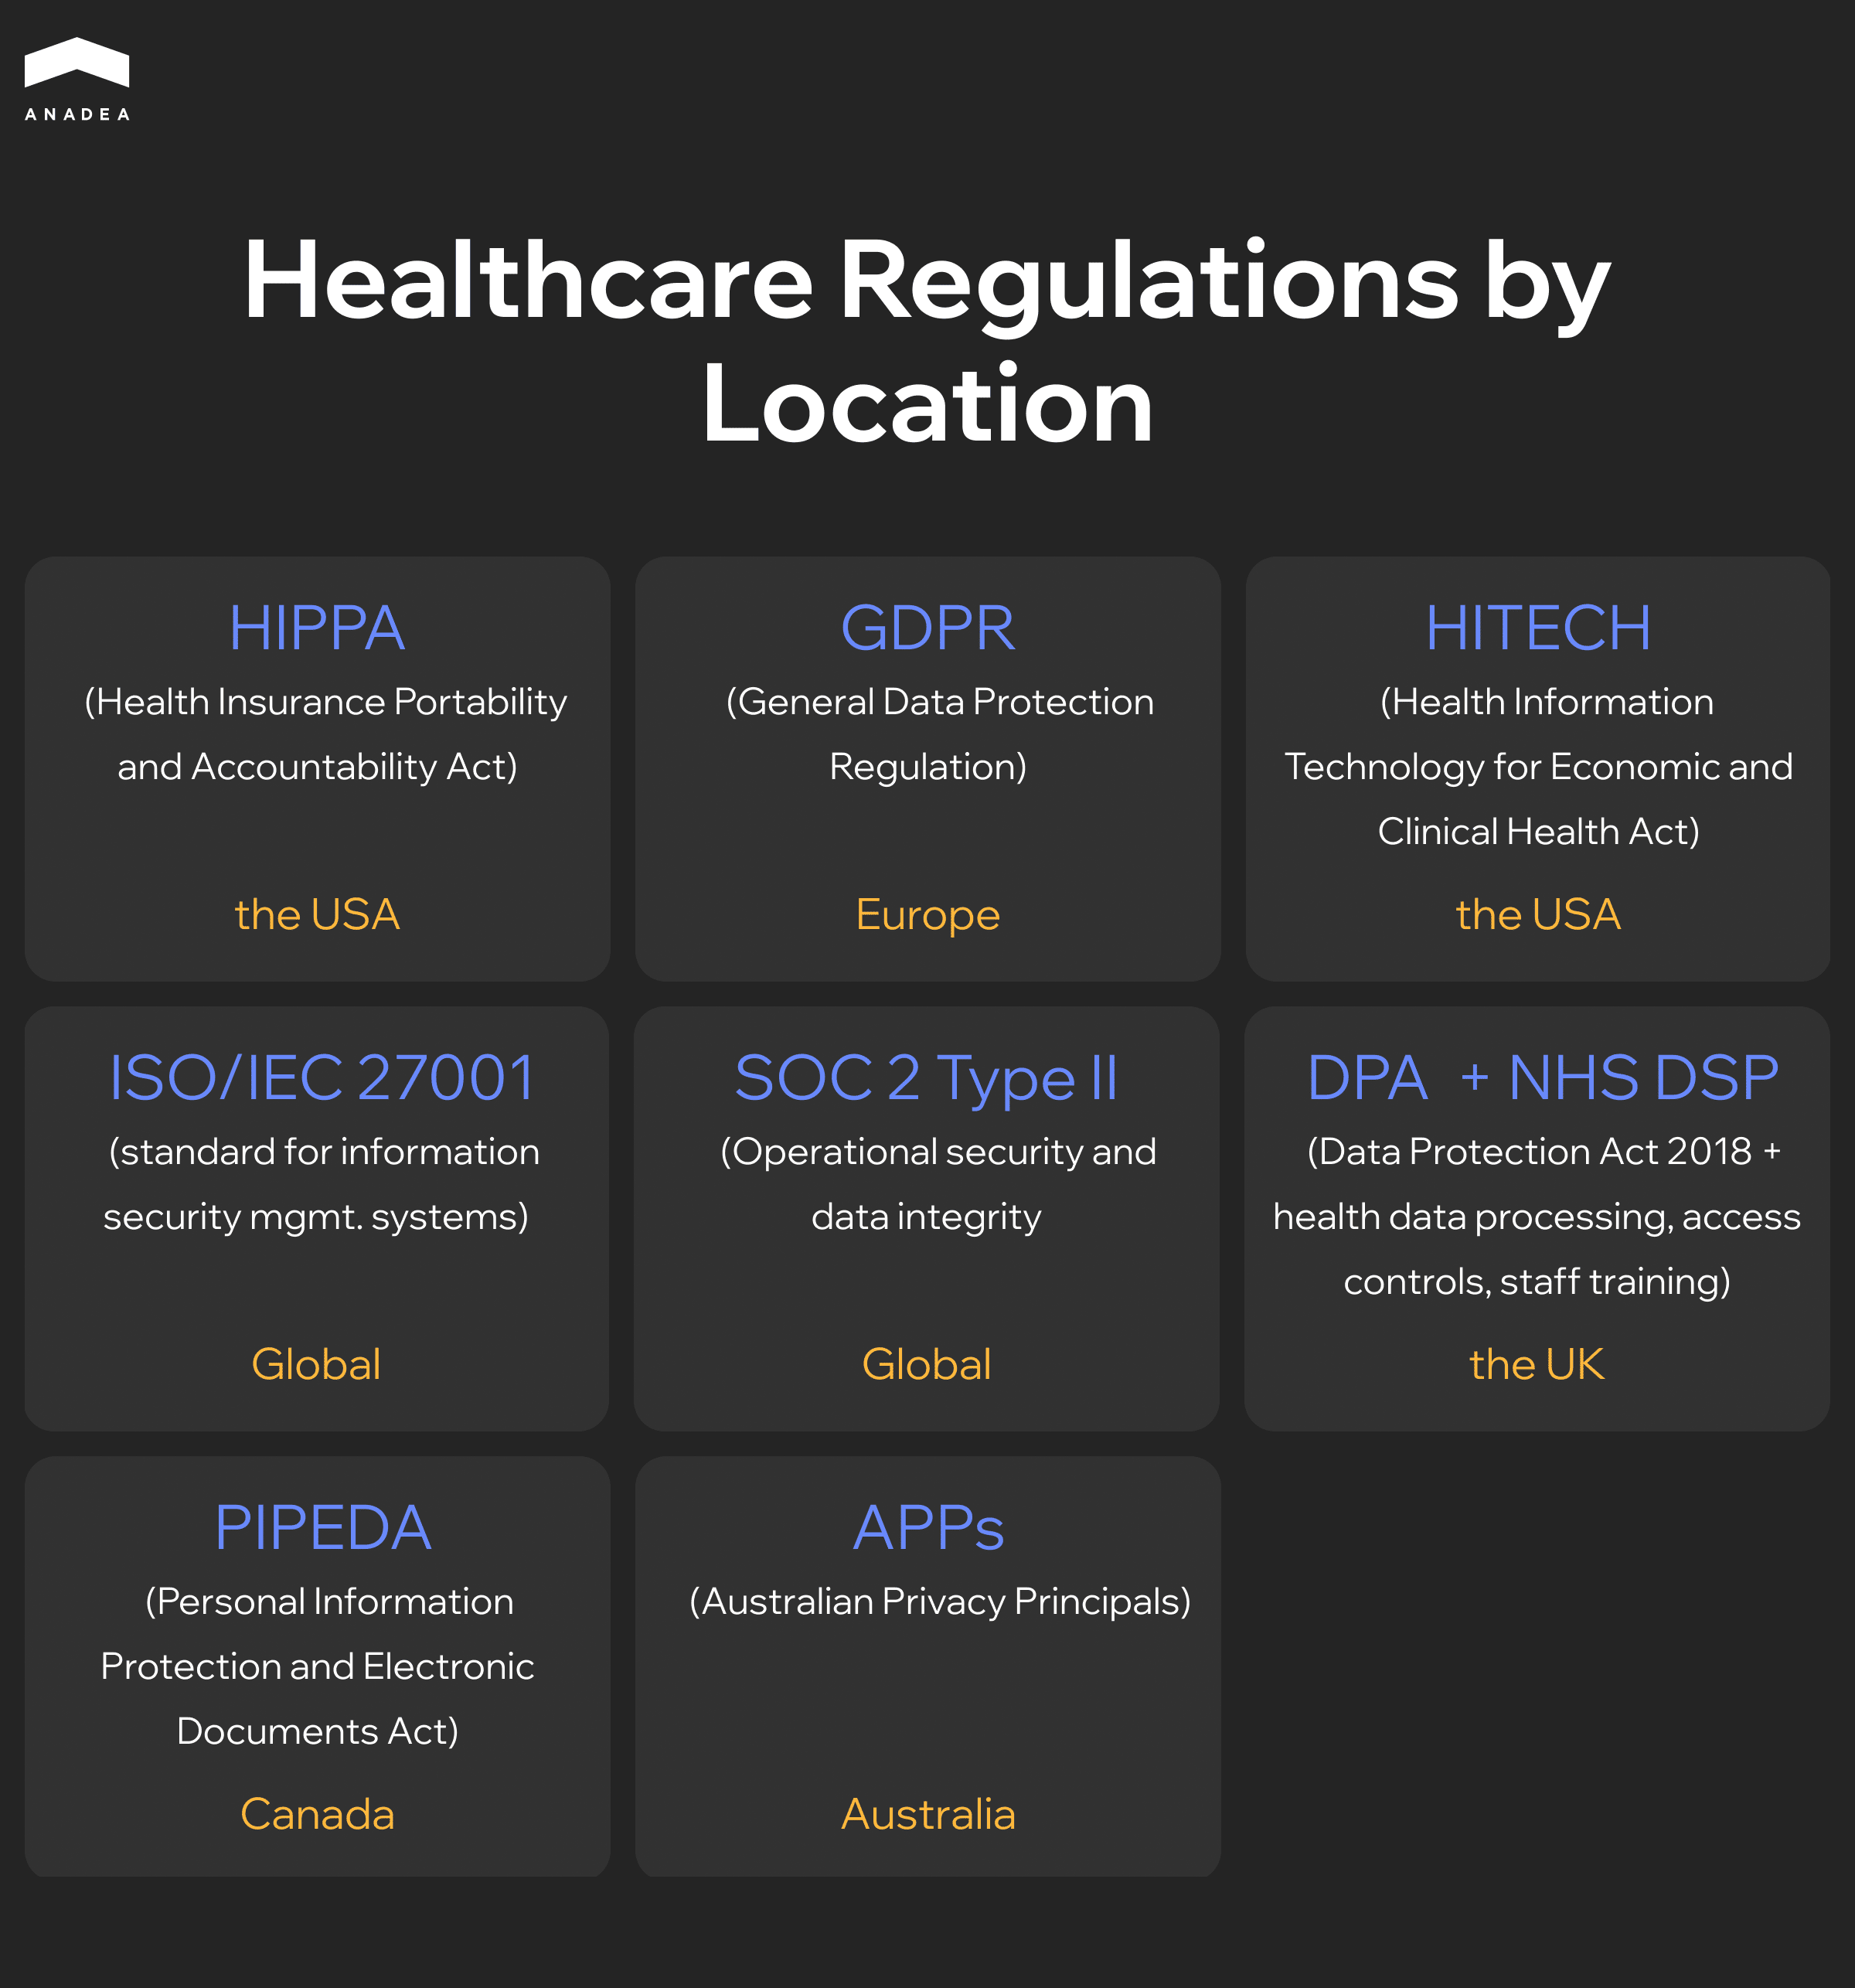 ANADEA
Healthcare Regulations by
Location
HIPPA
(Health Insurance Portability
and Accountability Act)
the USA
GDPR
(General Data Protection
Regulation)
Europe
HITECH
(Health Information
Technology for Economic and
Clinical Health Act)
the USA
ISO/IEC 27001
(standard for information
security mgmt. systems)
Global
SOC 2 Type II
(Operational security and
data integrity
Global
DPA + NHS DSP
(Data Protection Act 2018 +
health data processing, access
controls, staff training)
the UK
PIPEDA
(Personal Information
Protection and Electronic
Documents Act)
Canada
APPs
(Australian Privacy Principals)
Australia